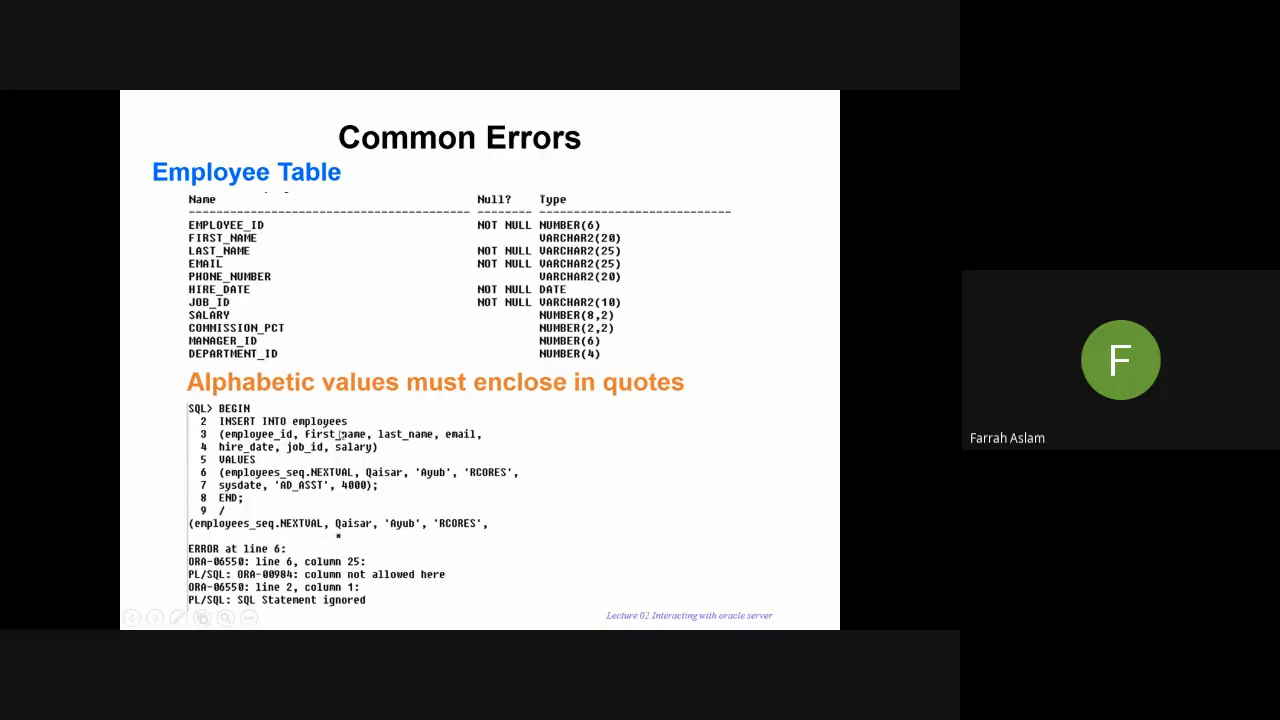 Common Errors
Employee Table
Name Null? Type
---------------------------------------- -------- ---------------------------
EMPLOYEE_ID NOT NULL NUMBER(6)
FIRST_NAME VARCHAR2(20)
LAST_NAME NOT NULL VARCHAR2(25)
EMAIL NOT NULL VARCHAR2(25)
PHONE_NUMBER VARCHAR2(20)
HIRE_DATE NOT NULL DATE
JOB_ID NOT NULL VARCHAR2(10)
SALARY NUMBER(8,2)
COMMISSION_PCT NUMBER(2,2)
MANAGER_ID NUMBER(6)
DEPARTMENT_ID NUMBER(4)
Alphabetic values must enclose in quotes
SQL> BEGIN
2 INSERT INTO employees
3 (employee_id, first_name, last_name, email,
4 hire_date, job_id, salary)
5 VALUES
6 (employees_seq.NEXTVAL, Qaisar, 'Ayub', 'RCORES',
7 sysdate, 'AD_ASST', 4000);
8 END;
9 /
(employees_seq.NEXTVAL, Qaisar, 'Ayub', 'RCORES',
*
ERROR at line 6:
ORA-06550: line 6, column 25:
PL/SQL: ORA-00984: column not allowed here
ORA-06550: line 2, column 1:
PL/SQL: SQL Statement ignored
Lecture 02 Interacting with oracle server
F
Farrah Aslam